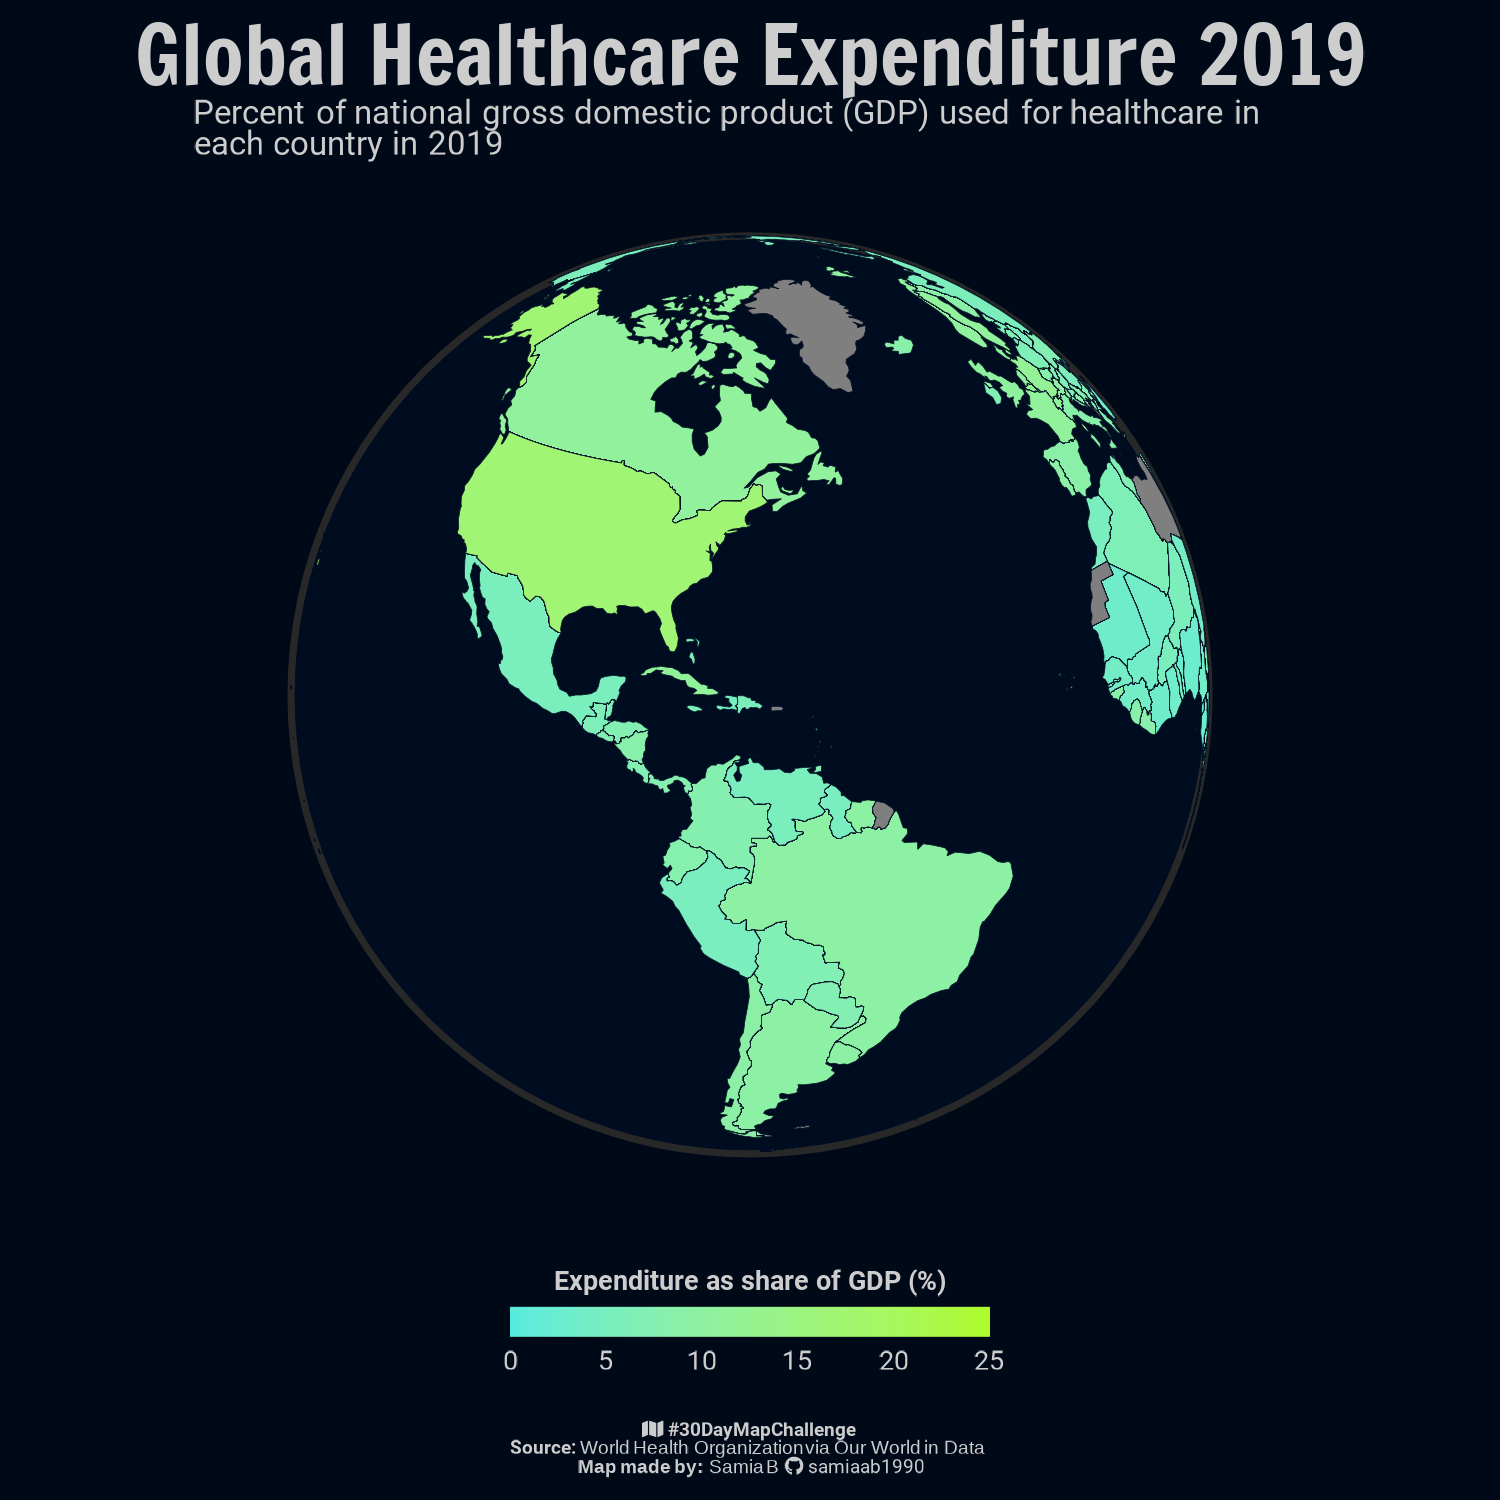 Global Healthcare Expenditure 2019
Percent of national gross domestic product (GDP) used for healthcare in
each country in 2019
Expenditure as share of GDP (%)
0 5 10 15 20 25
#30DayMapChallenge
Source: World Health Organization via Our World in Data
Map made by: Samia B samiaab1990